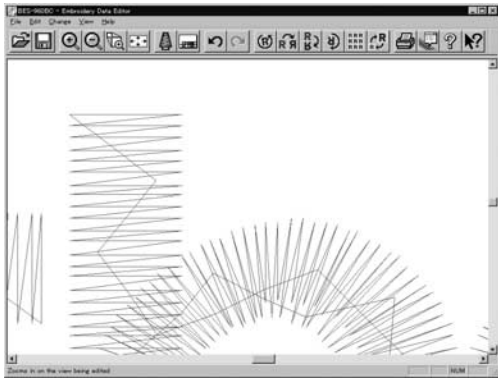 BES-960BC - Embroidery Data Editor
File Edit Change View Help
Zooms in on the view being edited
NUM